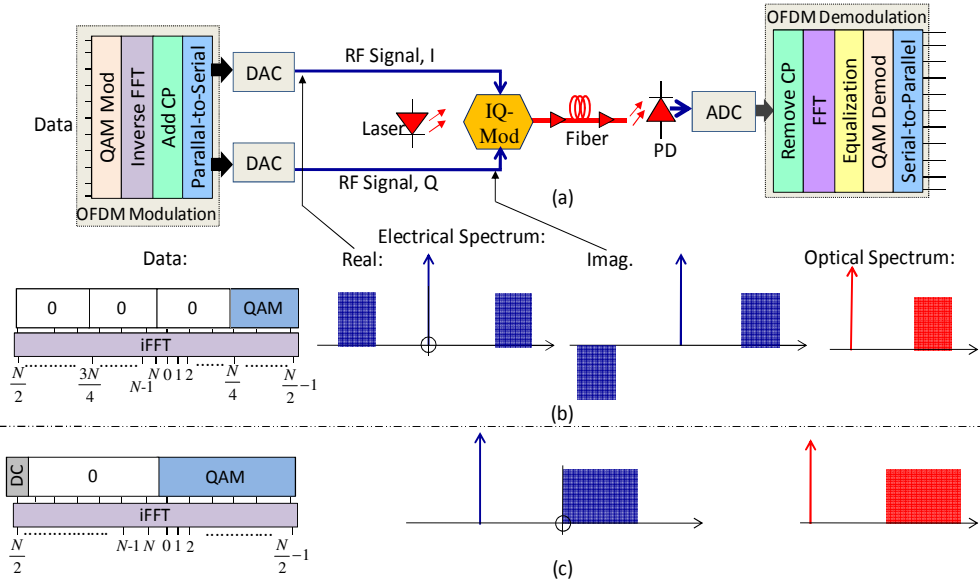 OFDM Demodulation
QAM Mod
Inverse FFT
Add CP
Parallel-to-Serial
Data
OFDM Modulation
DAC
DAC
RF Signal, I
RF Signal, Q
Laser
IQ-
Mod
Fiber
PD
ADC
Remove CP
FFT
Equalization
QAM Demod
Serial-to-Parallel
(a)
Electrical Spectrum:
Data:
Real:
Imag.
Optical Spectrum:
0
0
0
QAM
iFFT
N/2 3N/4 N-1 N 0 1 2 N/4 N/2 -1
(b)
DC
0
QAM
iFFT
N/2 N-1 N 0 1 2 N/2 -1
(c)